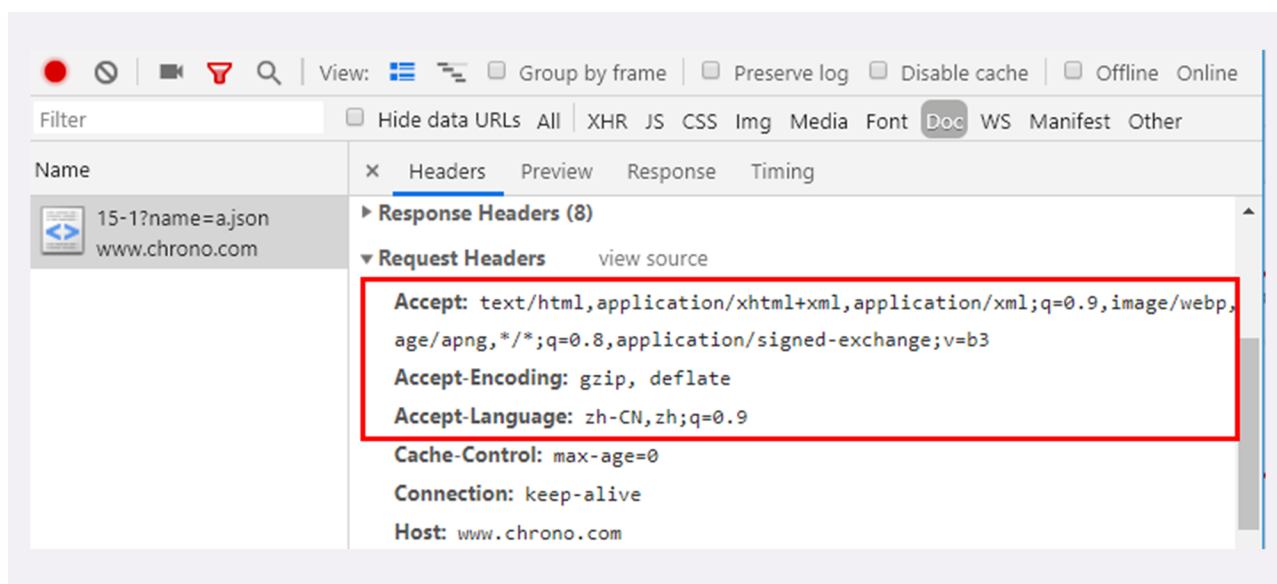 View: Group by frame Preserve log Disable cache Offline Online
Filter Hide data URLs All XHR JS CSS Img Media Font Doc WS Manifest Other
Name
× Headers Preview Response Timing
15-1?name=a.json
www.chrono.com
Response Headers (8)
Request Headers view source
Accept: text/html,application/xhtml+xml,application/xml;q=0.9,image/webp,
age/apng,*/*;q=0.8,application/signed-exchange;v=b3
Accept-Encoding: gzip, deflate
Accept-Language: zh-CN,zh;q=0.9
Cache-Control: max-age=0
Connection: keep-alive
Host: www.chrono.com